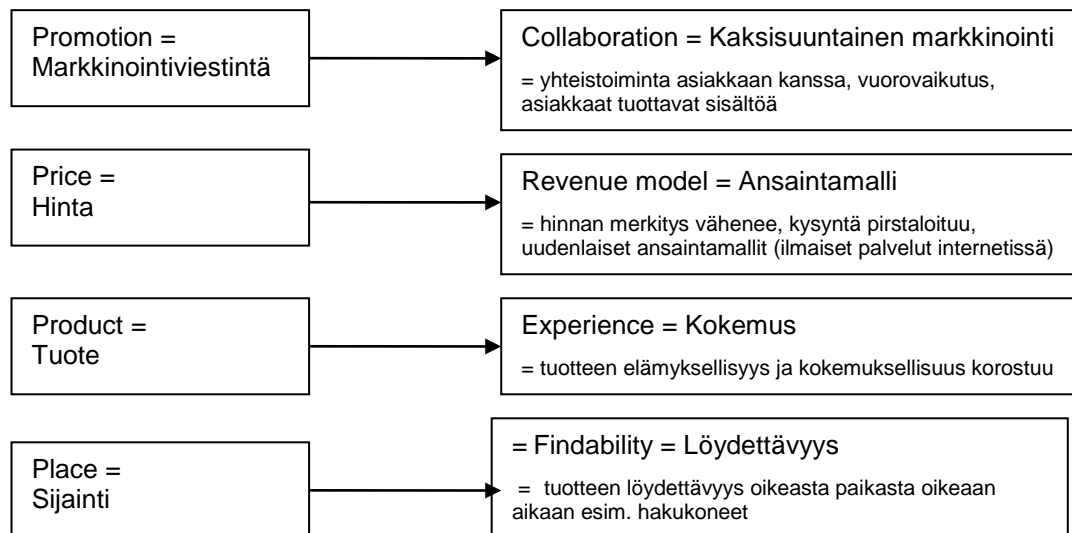 Promotion =
Markkinointiviestintä
Collaboration = Kaksisuuntainen markkinointi
= yhteistoiminta asiakkaan kanssa, vuorovaikutus,
asiakkaat tuottavat sisältöä
Price =
Hinta
Revenue model = Ansaintamalli
= hinnan merkitys vähenee, kysyntä pirstaloituu,
uudenlaiset ansaintamallit (ilmaiset palvelut internetissä)
Product =
Tuote
Experience = Kokemus
= tuotteen elämyksellisyys ja kokemuksellisuus korostuu
Place =
Sijainti
= Findability = Löydettävyys
= tuotteen löydettävyys oikeasta paikasta oikeaan
aikaan esim. hakukoneet